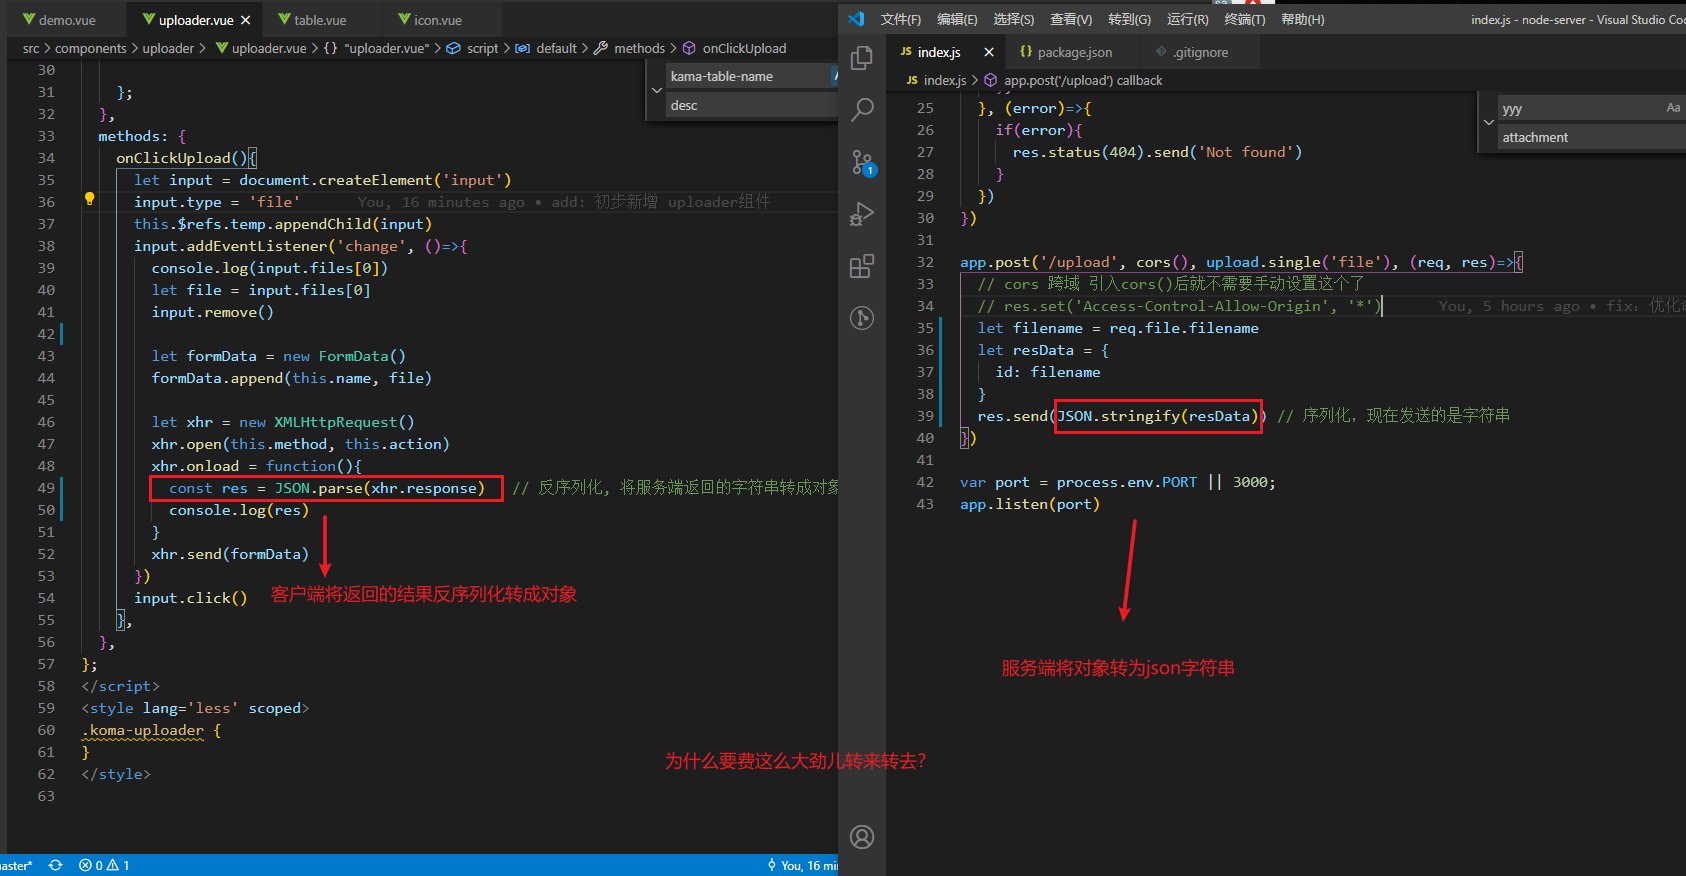 demo.vue
uploader.vue
table.vue
icon.vue
src > components > uploader > uploader.vue > {} "uploader.vue" > script > default > methods > onClickUpload
kama-table-name
desc
30
31 };
32 },
33 methods: {
34 onClickUpload(){
35 let input = document.createElement('input')
36 input.type = 'file' You, 16 minutes ago • add: 初步新增 uploader组件
37 this.$refs.temp.appendChild(input)
38 input.addEventListener('change', ()=>{
39 console.log(input.files[0])
40 let file = input.files[0]
41 input.remove()
42
43 let formData = new FormData()
44 formData.append(this.name, file)
45
46 let xhr = new XMLHttpRequest()
47 xhr.open(this.method, this.action)
48 xhr.onload = function(){
49 const res = JSON.parse(xhr.response) // 反序列化, 将服务端返回的字符串转成对象
50 console.log(res)
51 }
52 xhr.send(formData)
53 })
54 input.click()
55 },
56 },
57 };
58 </script>
59 <style lang='less' scoped>
60 .koma-uploader {
61 }
62 </style>
63
客户端将返回的结果反序列化转成对象
aster*
0
1
You, 16 mi
文件(F) 编辑(E) 选择(S) 查看(V) 转到(G) 运行(R) 终端(T) 帮助(H) index.js - node-server - Visual Studio Co
1
JS index.js
{} package.json
.gitignore
JS index.js > app.post('/upload') callback
yyy
Aa
attachment
25 }, (error)=>{
26 if(error){
27 res.status(404).send('Not found')
28 }
29 })
30 })
31
32 app.post('/upload', cors(), upload.single('file'), (req, res)=>{
33 // cors 跨域 引入cors()后就不需要手动设置这个了
34 // res.set('Access-Control-Allow-Origin', '*') You, 5 hours ago • fix: 优化
35 let filename = req.file.filename
36 let resData = {
37 id: filename
38 }
39 res.send(JSON.stringify(resData)) // 序列化, 现在发送的是字符串
40 })
41
42 var port = process.env.PORT || 3000;
43 app.listen(port)
服务端将对象转为json字符串
为什么要费这么大劲儿转来转去?